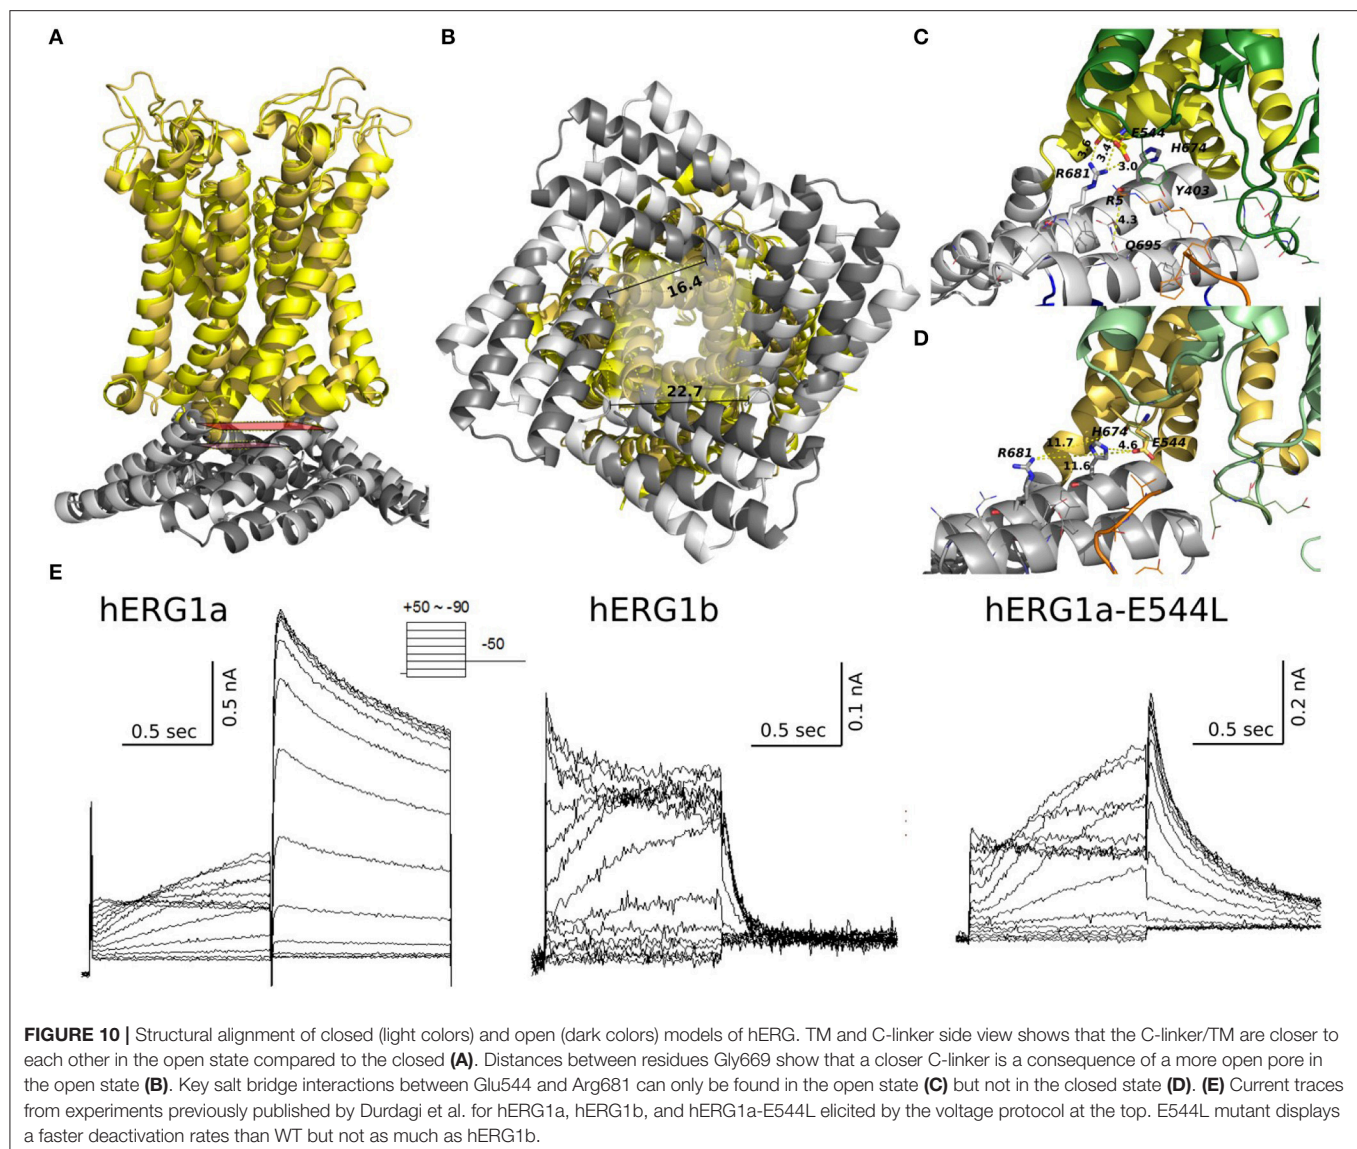 A
B
C
16.4
22.7
E544
H674
3.6
3.4
3.0
R681
R5
Y403
4.3
Q695
D
11.7
H674
4.6
E544
R681
11.6
E
hERG1a
+50 ~ -90
-50
0.5 nA
0.5 sec
hERG1b
0.5 sec
0.1 nA
hERG1a-E544L
0.5 sec
0.2 nA
FIGURE 10 | Structural alignment of closed (light colors) and open (dark colors) models of hERG. TM and C-linker side view shows that the C-linker/TM are closer to
each other in the open state compared to the closed (A). Distances between residues Gly669 show that a closer C-linker is a consequence of a more open pore in
the open state (B). Key salt bridge interactions between Glu544 and Arg681 can only be found in the open state (C) but not in the closed state (D). (E) Current traces
from experiments previously published by Durdagi et al. for hERG1a, hERG1b, and hERG1a-E544L elicited by the voltage protocol at the top. E544L mutant displays
a faster deactivation rates than WT but not as much as hERG1b.